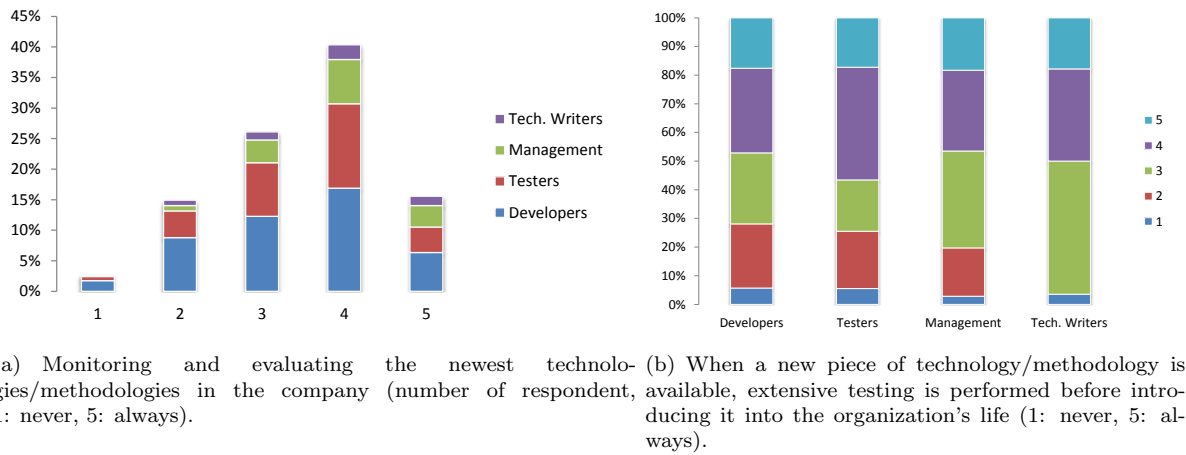 45%
40%
35%
30%
25%
20%
15%
10%
5%
0%
1
2
3
4
5
Tech. Writers
Management
Testers
Developers
100%
90%
80%
70%
60%
50%
40%
30%
20%
10%
0%
Developers
Testers
Management
Tech. Writers
5
4
3
2
1
a) Monitoring and evaluating the newest technolo-
gies/methodologies in the company (number of respondent,
: never, 5: always).
(b) When a new piece of technology/methodology is
available, extensive testing is performed before intro-
ducing it into the organization's life (1: never, 5: al-
ways).